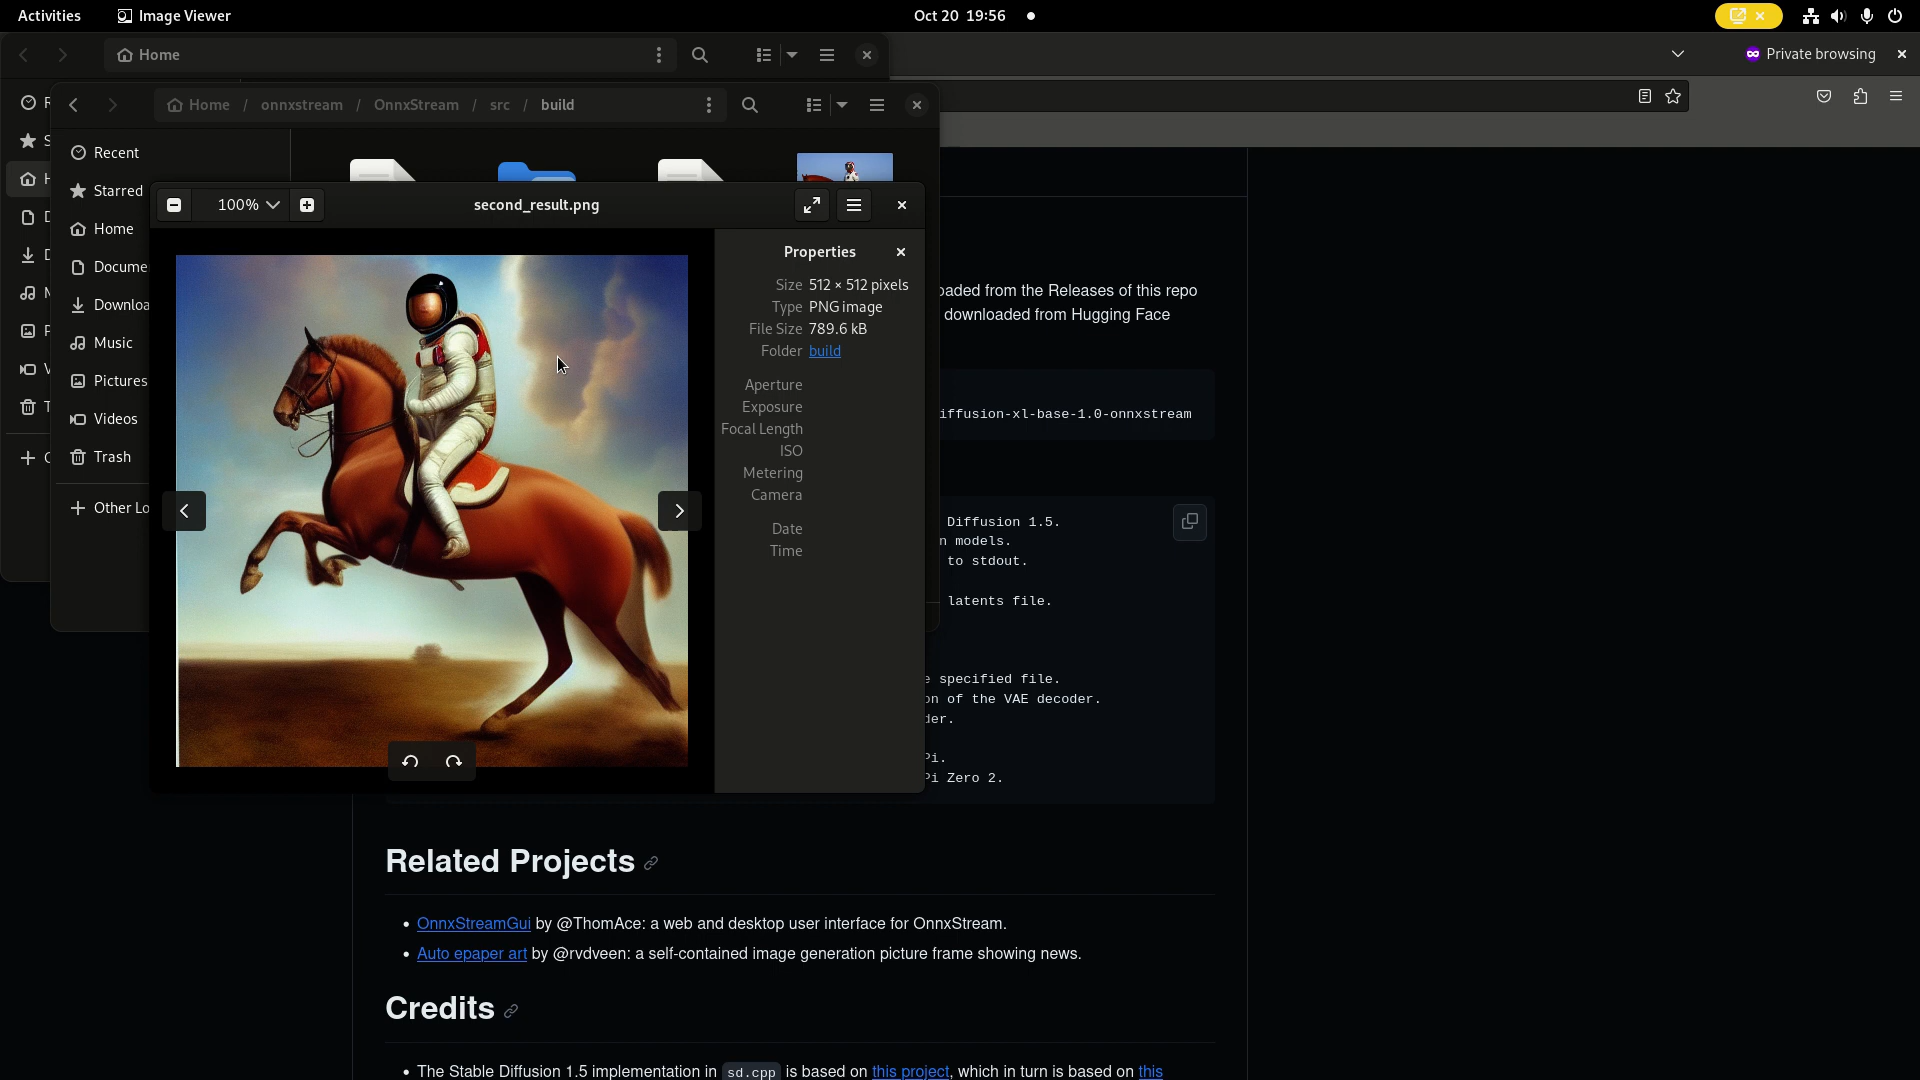 Activities
Image Viewer
Oct 20 19:56
Home
Private browsing
Home / onnxstream / OnnxStream / src / build
Recent
Starred
Home
Docume
Downloa
Music
Pictures
Videos
Trash
Other Lo
100%
second_result.png
Properties
Size 512 × 512 pixels
Type PNG image
File Size 789.6 kB
Folder build
Aperture
Exposure
Focal Length
ISO
Metering
Camera
Date
Time
oaded from the Releases of this repo
downloaded from Hugging Face
iffusion-xl-base-1.0-onnxstream
Diffusion 1.5.
n models.
to stdout.
latents file.
e specified file.
on of the VAE decoder.
der.
Pi.
Pi Zero 2.
Related Projects
• OnnxStreamGui by @ThomAce: a web and desktop user interface for OnnxStream.
• Auto epaper art by @rvdveen: a self-contained image generation picture frame showing news.
Credits
• The Stable Diffusion 1.5 implementation in sd.cpp is based on this project, which in turn is based on this